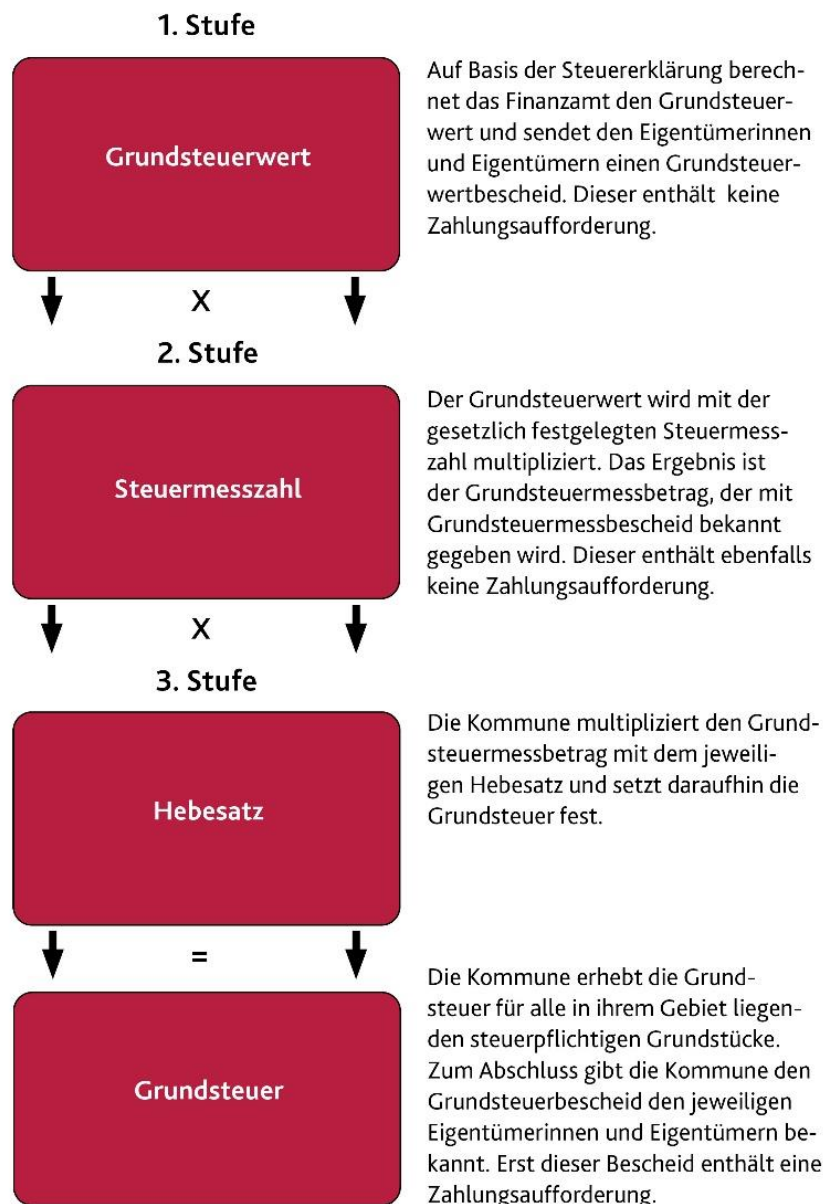 1. Stufe
Grundsteuerwert
Auf Basis der Steuererklärung berech-
net das Finanzamt den Grundsteuer-
wert und sendet den Eigentümerinnen
und Eigentümern einen Grundsteuer-
wertbescheid. Dieser enthält keine
Zahlungsaufforderung.
X
2. Stufe
Steuermesszahl
Der Grundsteuerwert wird mit der
gesetzlich festgelegten Steuermess-
zahl multipliziert. Das Ergebnis ist
der Grundsteuermessbetrag, der mit
Grundsteuermessbescheid bekannt
gegeben wird. Dieser enthält ebenfalls
keine Zahlungsaufforderung.
X
3. Stufe
Hebesatz
Die Kommune multipliziert den Grund-
steuermessbetrag mit dem jeweili-
gen Hebesatz und setzt daraufhin die
Grundsteuer fest.
=
Grundsteuer
Die Kommune erhebt die Grund-
steuer für alle in ihrem Gebiet liegen-
den steuerpflichtigen Grundstücke.
Zum Abschluss gibt die Kommune den
Grundsteuerbescheid den jeweiligen
Eigentümerinnen und Eigentümern be-
kannt. Erst dieser Bescheid enthält eine
Zahlungsaufforderung.